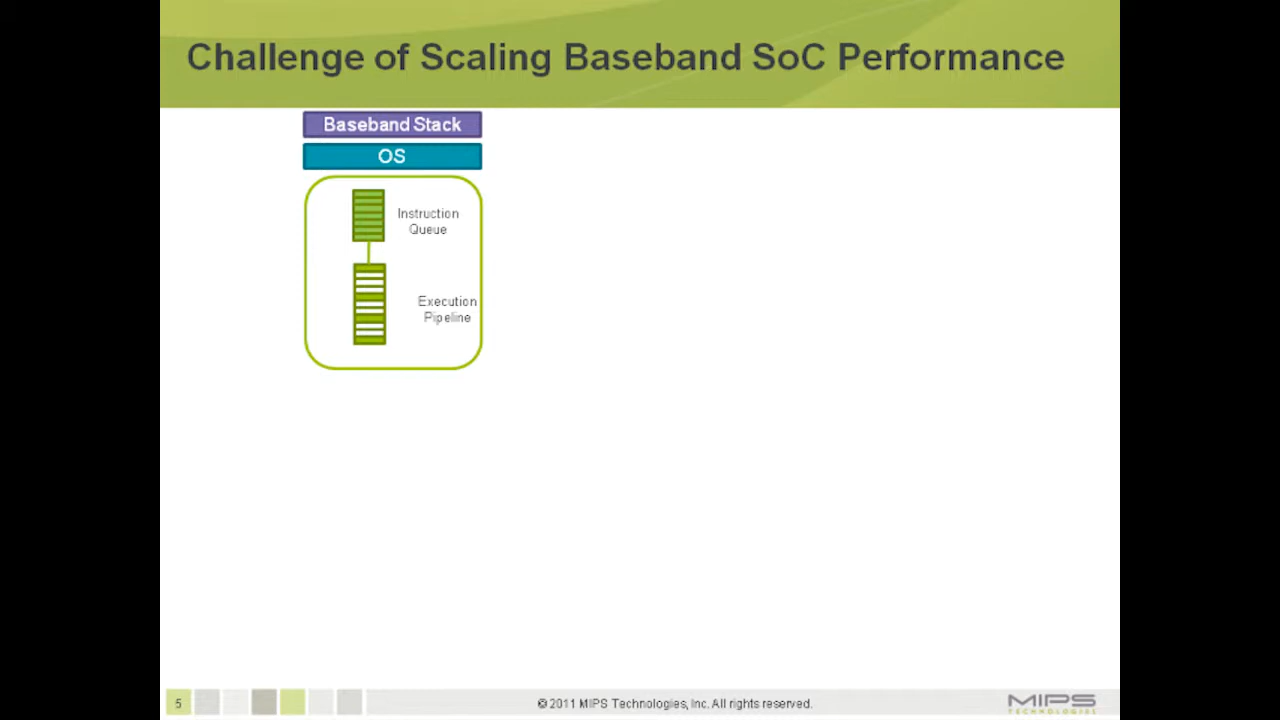 Challenge of Scaling Baseband SoC Performance
Baseband Stack
OS
Instruction
Queue
Execution
Pipeline
5
© 2011 MIPS Technologies, Inc. All rights reserved.
MIPS
TECHNOLOGIES